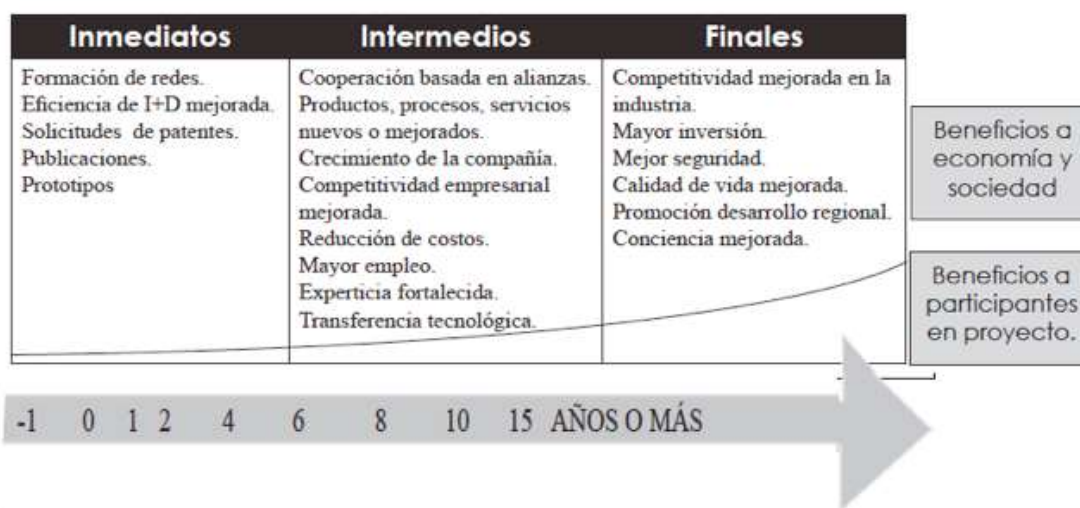 Inmediatos
Formación de redes.
Eficiencia de I+D mejorada.
Solicitudes de patentes.
Publicaciones.
Prototipos
Intermedios
Cooperación basada en alianzas.
Productos, procesos, servicios
nuevos o mejorados.
Crecimiento de la compañía.
Competitividad empresarial
mejorada.
Reducción de costos.
Mayor empleo.
Experticia fortalecida.
Transferencia tecnológica.
Finales
Competitividad mejorada en la
industria.
Mayor inversión.
Mejor seguridad.
Calidad de vida mejorada.
Promoción desarrollo regional.
Conciencia mejorada.
Beneficios a
economía y
sociedad
Beneficios a
participantes
en proyecto.
-1 0 1 2 4 6 8 10 15 AÑOS O MÁS